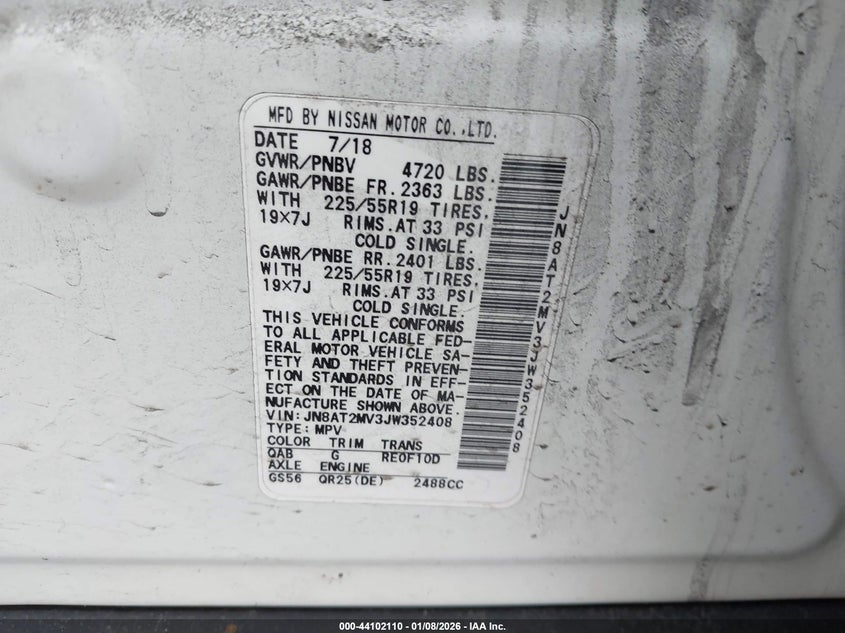 MFD BY NISSAN MOTOR CO.,LTD.
DATE 7/18
GVWR/PNBV 4720 LBS.
GAWR/PNBE FR. 2363 LBS.
WITH 225/55R19 TIRES,
19×7J RIMS.AT 33 PSI
COLD SINGLE.
GAWR/PNBE RR. 2401 LBS.
WITH 225/55R19 TIRES,
19×7J RIMS.AT 33 PSI
COLD SINGLE.
THIS VEHICLE CONFORMS
TO ALL APPLICABLE FED-
ERAL MOTOR VEHICLE SA-
FETY AND THEFT PREVEN-
TION STANDARDS IN EFF-
ECT ON THE DATE OF MA-
NUFACTURE SHOWN ABOVE.
VIN: JN8AT2MV3JW352408
TYPE: MPV
COLOR TRIM TRANS
QAB G RE0F10D
AXLE ENGINE
GS56 QR25(DE) 2488CC
JN8AT2MV3JW352408
000-44102110 - 01/08/2026 - IAA Inc.